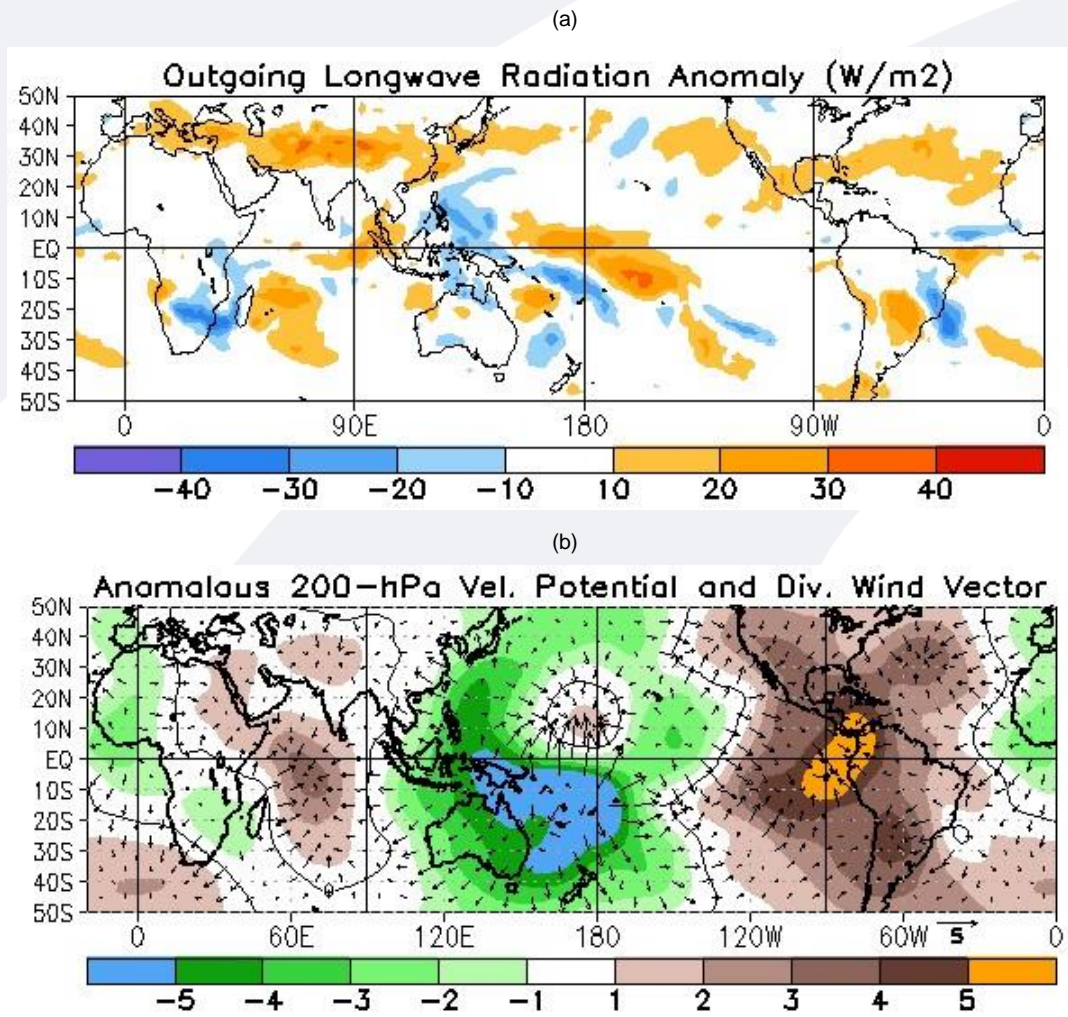 (a)
Outgoing Longwave Radiation Anomaly (W/m2)
50N
40N
30N
20N
10N
EQ
10S
20S
30S
40S
50S
0 90E 180 90W 0
-40 -30 -20 -10 10 20 30 40
(b)
Anomalaus 200-hPa Vel. Potential and Div. Wind Vector
50N
40N
30N
20N
10N
EQ
10S
20S
30S
40S
50S
0 60E 120E 180 120W 60W 5 0
-5 -4 -3 -2 -1 1 2 3 4 5